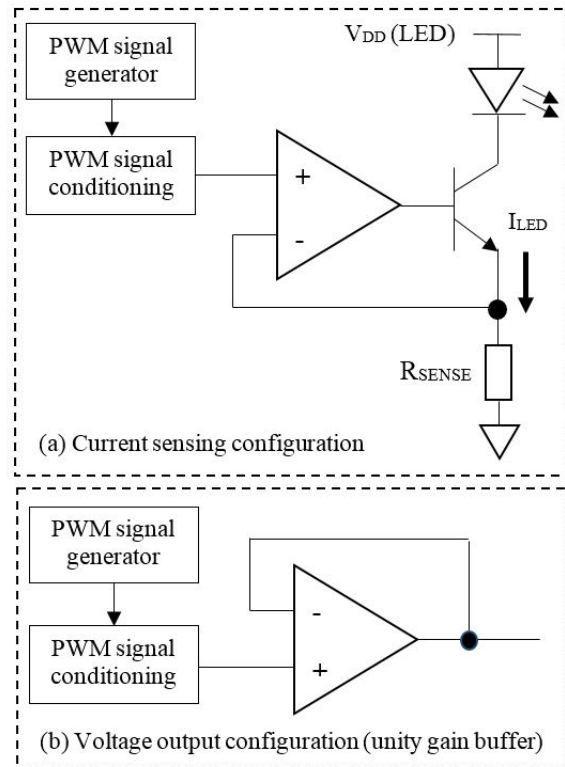 PWM signal
generator
PWM signal
conditioning
VDD (LED)
+
-
ILED
RSENSE
(a) Current sensing configuration
PWM signal
generator
PWM signal
conditioning
-
+
(b) Voltage output configuration (unity gain buffer)